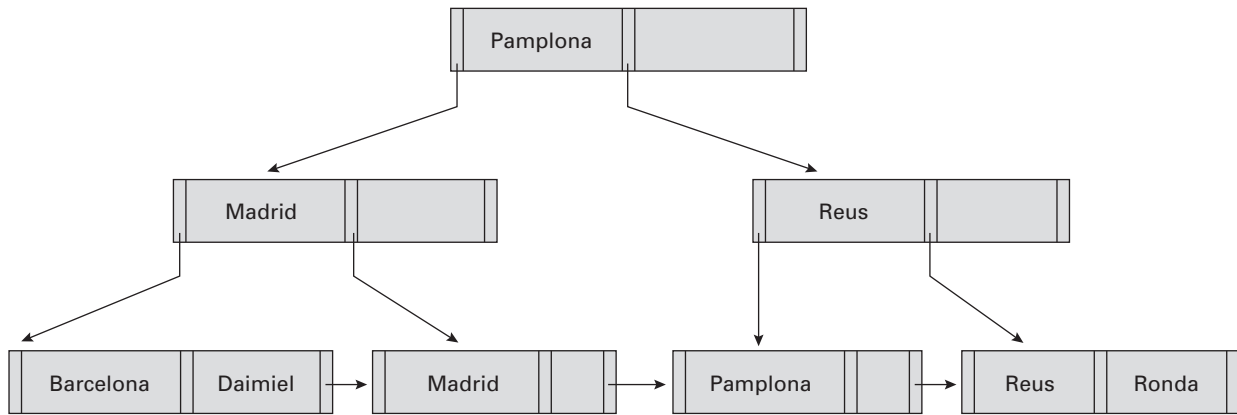 Pamplona
Madrid
Reus
Barcelona Daimiel
Madrid
Pamplona
Reus Ronda